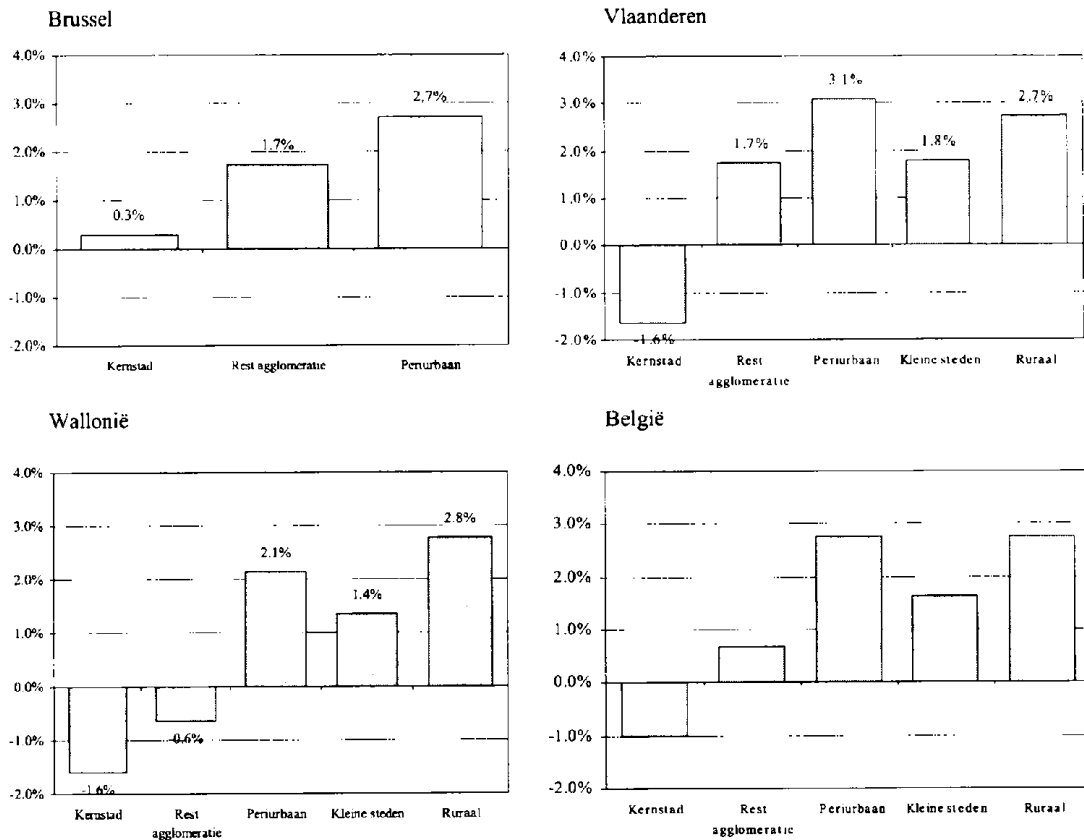 Brussel
4.0%
3.0%
2.0%
1.0%
0.0%
-1.0%
-2.0%
0.3%
1.7%
2,7%
Kernstad
Rest agglomeratie
Periurbaan
Vlaanderen
4.0%
3.0%
2.0%
1.0%
0.0%
-1.0%
-2.0%
-1.6%
1.7%
3.1%
1.8%
2.7%
Kernstad
Rest
agglomeratie
Periurbaan
Kleine steden
Ruraal
Wallonië
4.0%
3.0%
2.0%
1.0%
0.0%
-1.0%
-2.0%
-1.6%
-0.6%
2.1%
1.4%
2.8%
Kernstad
Rest
agglomeratie
Periurbaan
Kleine steden
Ruraal
België
4.0%
3.0%
2.0%
1.0%
0.0%
-1.0%
-2.0%
Kernstad
Rest
agglomeratie
Periurbaan
Kleine steden
Ruraal